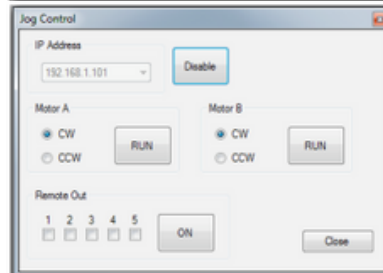 Jog Control
IP Address
192.168.1.101
Disable
Motor A
Motor B
CW
RUN
CCW
CW
RUN
CCW
Remote Out
1 2 3 4 5
ON
Close